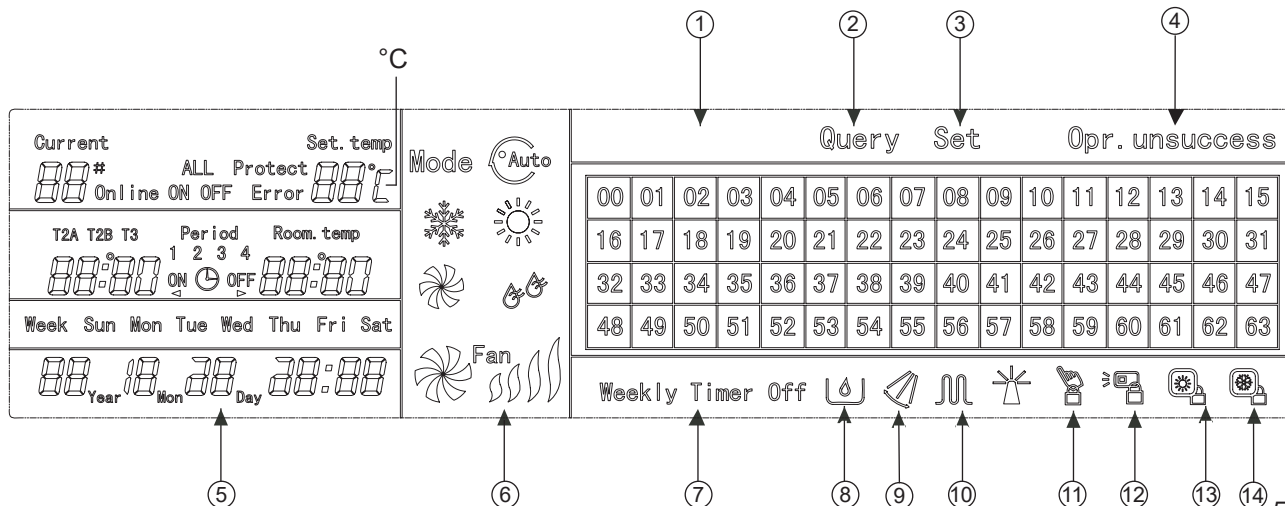 ① ② ③ ④
°C
Current Set.temp
88 # ALL Protect 88°C
Online ON OFF Error
T2A T2B T3 Period Room.temp
1 2 3 4
88:80 ON OFF 88:80
Week Sun Mon Tue Wed Thu Fri Sat
88 Year 18 Mon 38 Day 28:88
Mode Auto
Fan
Query Set Opr.unsuccess
00 01 02 03 04 05 06 07 08 09 10 11 12 13 14 15
16 17 18 19 20 21 22 23 24 25 26 27 28 29 30 31
32 33 34 35 36 37 38 39 40 41 42 43 44 45 46 47
48 49 50 51 52 53 54 55 56 57 58 59 60 61 62 63
Weekly Timer Off
⑤ ⑥ ⑦ ⑧ ⑨ ⑩ ⑪ ⑫ ⑬ ⑭